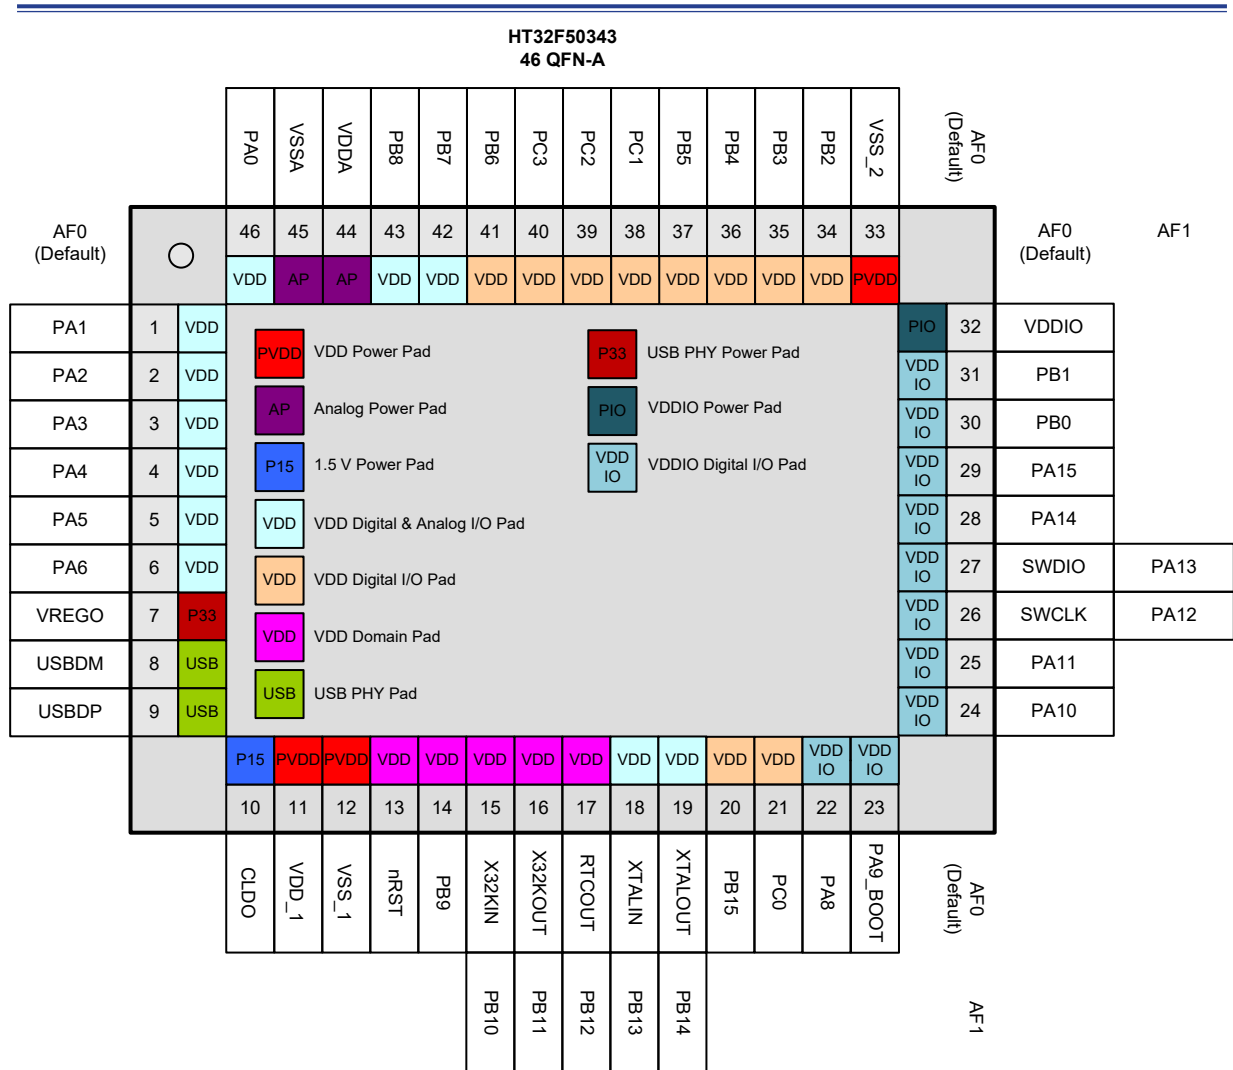 HT32F50343
46 QFN-A
PA0 VSSA VDDA PB8 PB7 PB6 PC3 PC2 PC1 PB5 PB4 PB3 PB2 VSS_2 AF0 (Default)
AF0 (Default) 46 45 44 43 42 41 40 39 38 37 36 35 34 33 AF0 (Default) AF1
VDD AP AP VDD VDD VDD VDD VDD VDD VDD VDD VDD VDD PVDD
PA1 1 VDD PIO 32 VDDIO
PVDD VDD Power Pad P33 USB PHY Power Pad
PA2 2 VDD VDD IO 31 PB1
AP Analog Power Pad PIO VDDIO Power Pad
PA3 3 VDD VDD IO 30 PB0
P15 1.5 V Power Pad VDD IO VDDIO Digital I/O Pad
PA4 4 VDD VDD IO 29 PA15
PA5 5 VDD VDD VDD Digital & Analog I/O Pad VDD IO 28 PA14
PA6 6 VDD VDD VDD Digital I/O Pad VDD IO 27 SWDIO PA13
VREGO 7 P33 VDD IO 26 SWCLK PA12
VDD VDD Domain Pad
USBDM 8 USB VDD IO 25 PA11
USB USB PHY Pad
USBDP 9 USB VDD IO 24 PA10
P15 PVDD PVDD VDD VDD VDD VDD VDD VDD VDD VDD VDD VDD IO VDD IO
10 11 12 13 14 15 16 17 18 19 20 21 22 23
CLDO VDD_1 VSS_1 nRST PB9 X32KIN X32KOUT RTCOUT XTALIN XTALOUT PB15 PC0 PA8 PA9_BOOT AF0 (Default)
PB10 PB11 PB12 PB13 PB14 AF1